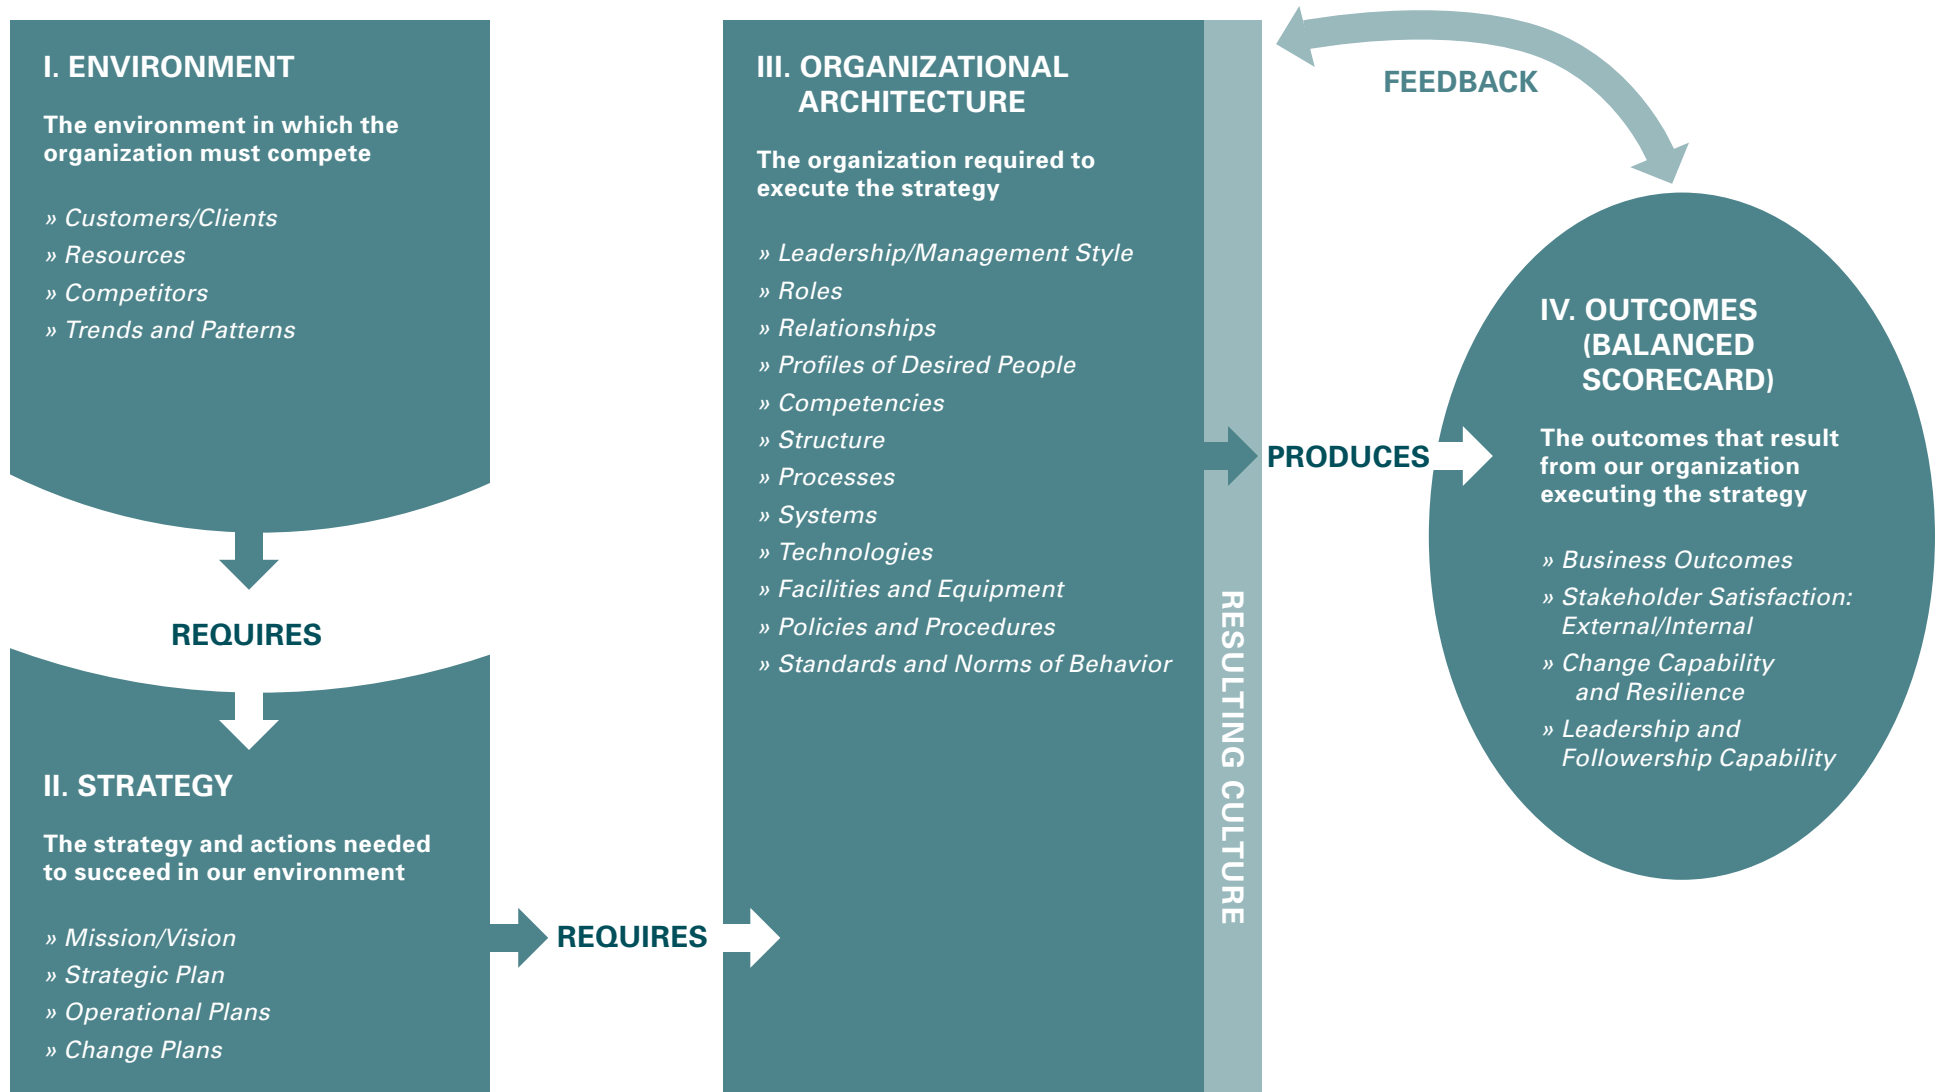 I. ENVIRONMENT
The environment in which the
organization must compete
» Customers/Clients
» Resources
» Competitors
» Trends and Patterns
REQUIRES
II. STRATEGY
The strategy and actions needed
to succeed in our environment
» Mission/Vision
» Strategic Plan
» Operational Plans
» Change Plans
REQUIRES
III. ORGANIZATIONAL
ARCHITECTURE
The organization required to
execute the strategy
» Leadership/Management Style
» Roles
» Relationships
» Profiles of Desired People
» Competencies
» Structure
» Processes
» Systems
» Technologies
» Facilities and Equipment
» Policies and Procedures
» Standards and Norms of Behavior
RESULTING CULTURE
PRODUCES
FEEDBACK
IV. OUTCOMES
(BALANCED
SCORECARD)
The outcomes that result
from our organization
executing the strategy
» Business Outcomes
» Stakeholder Satisfaction:
External/Internal
» Change Capability
and Resilience
» Leadership and
Followership Capability